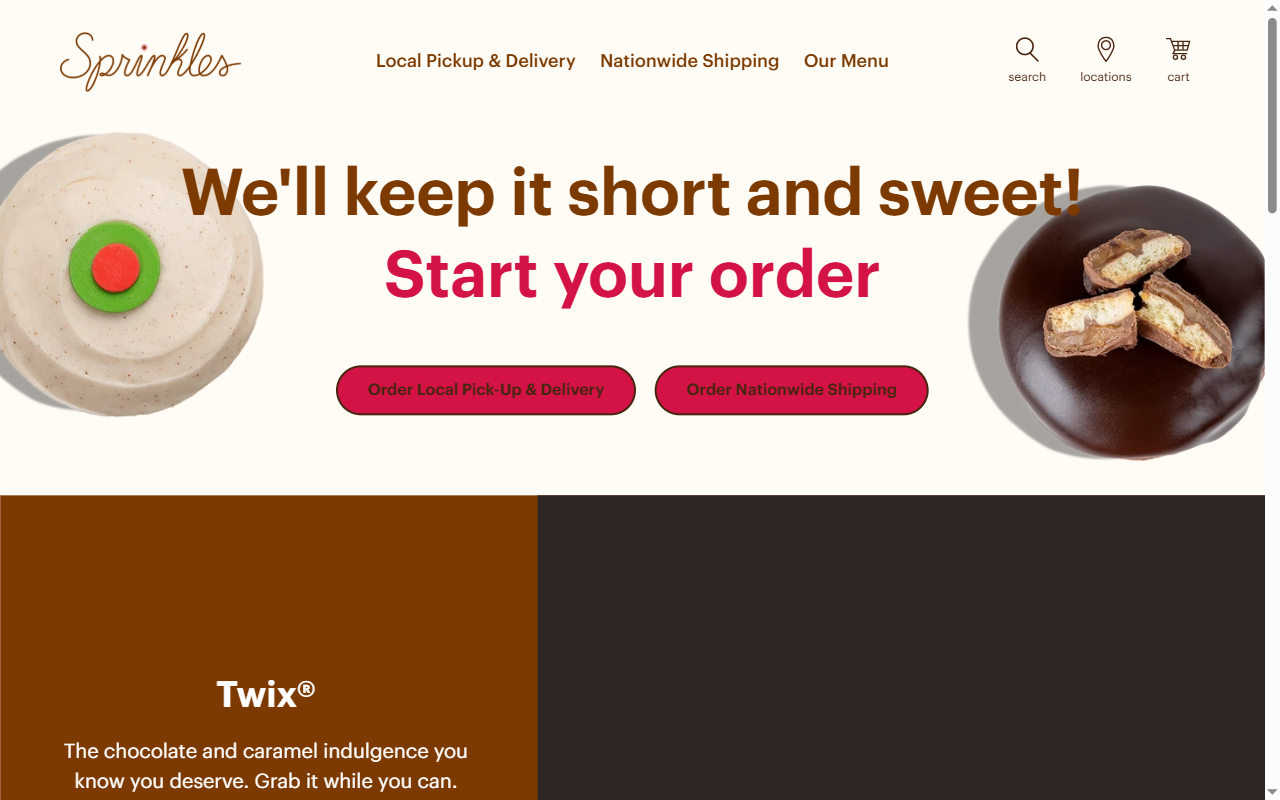 Sprinkles
Local Pickup & Delivery
Nationwide Shipping
Our Menu
search
locations
cart
We'll keep it short and sweet!
Start your order
Order Local Pick-Up & Delivery
Order Nationwide Shipping
Twix®
The chocolate and caramel indulgence you
know you deserve. Grab it while you can.